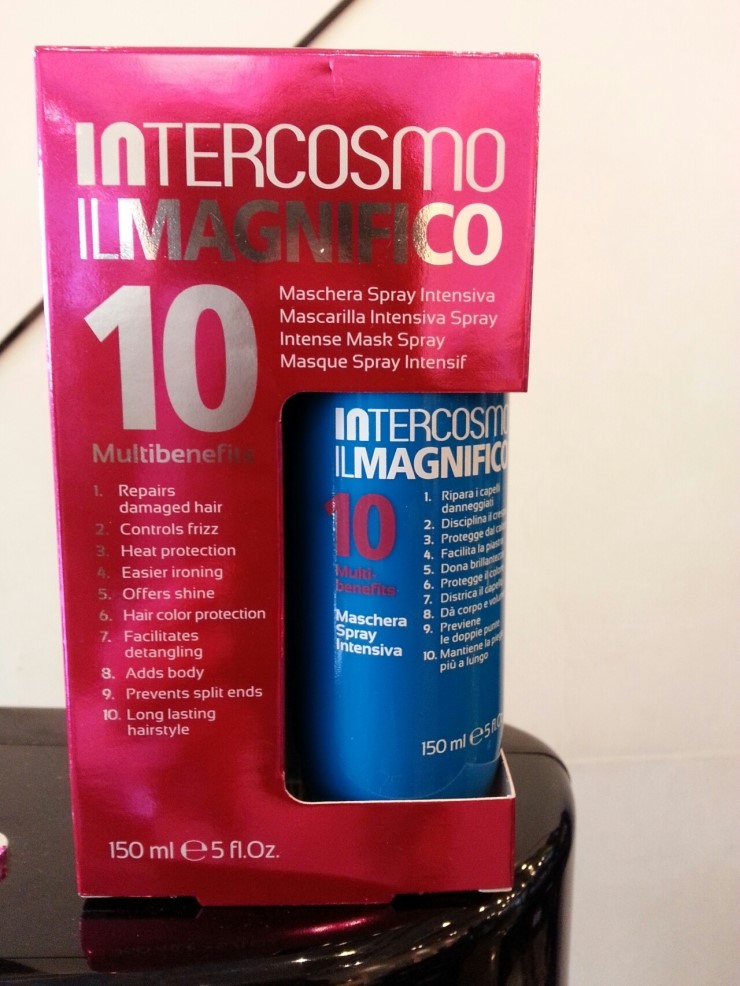 INTERCOSMO
ILMAGNIFICO
10
Multibenefits
Maschera Spray Intensiva
Mascarilla Intensiva Spray
Intense Mask Spray
Masque Spray Intensif
1. Repairs
damaged hair
2. Controls frizz
3. Heat protection
4. Easier ironing
5. Offers shine
6. Hair color protection
7. Facilitates
detangling
8. Adds body
9. Prevents split ends
10. Long lasting
hairstyle
150 ml e 5 fl.Oz.
INTERCOSMO
ILMAGNIFICO
10
Multi-
benefits
Maschera
Spray
Intensiva
1. Ripara i capelli
danneggiati
2. Disciplina il
3. Protegge dal
4. Facilita la piastra
5. Dona brillantezza
6. Protegge il colore
7. Districa il capello
8. Dà corpo e
9. Previene
le doppie punte
10. Mantiene la piega
più a lungo
150 ml e 5 fl.